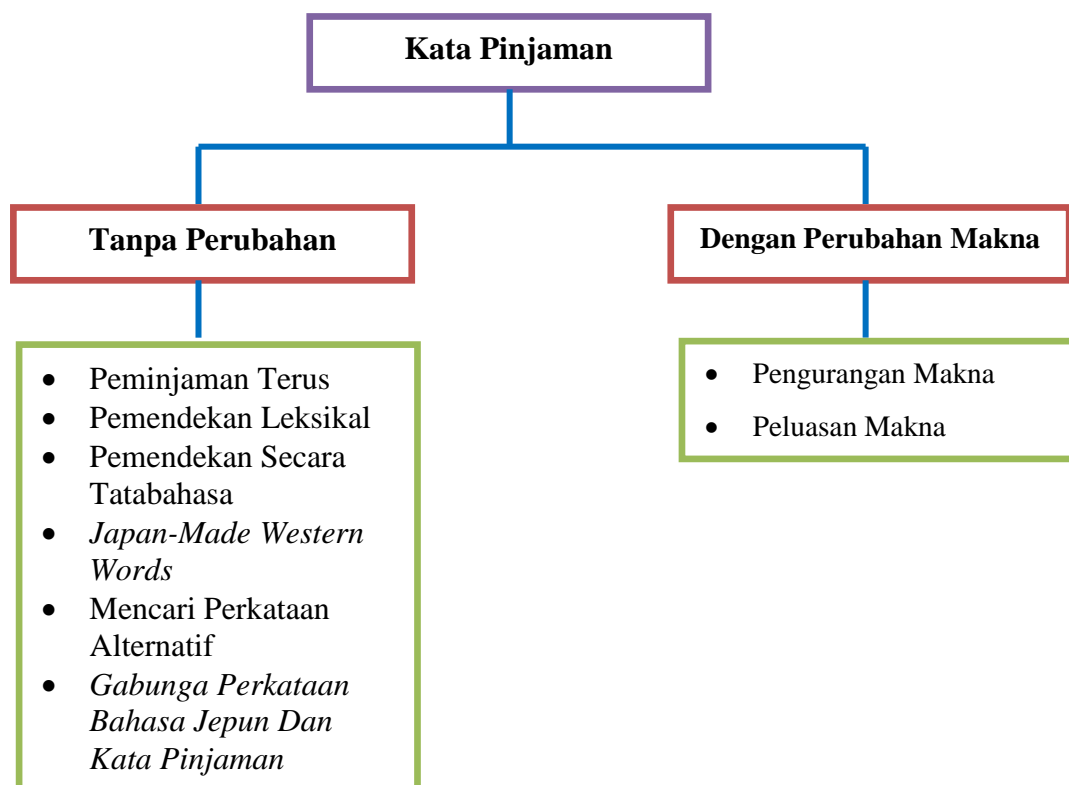 Kata Pinjaman
Tanpa Perubahan
Dengan Perubahan Makna
• Peminjaman Terus
• Pemendekan Leksikal
• Pemendekan Secara
Tatabahasa
• Japan-Made Western
Words
• Mencari Perkataan
Alternatif
• Gabunga Perkataan
Bahasa Jepun Dan
Kata Pinjaman
• Pengurangan Makna
• Peluasan Makna